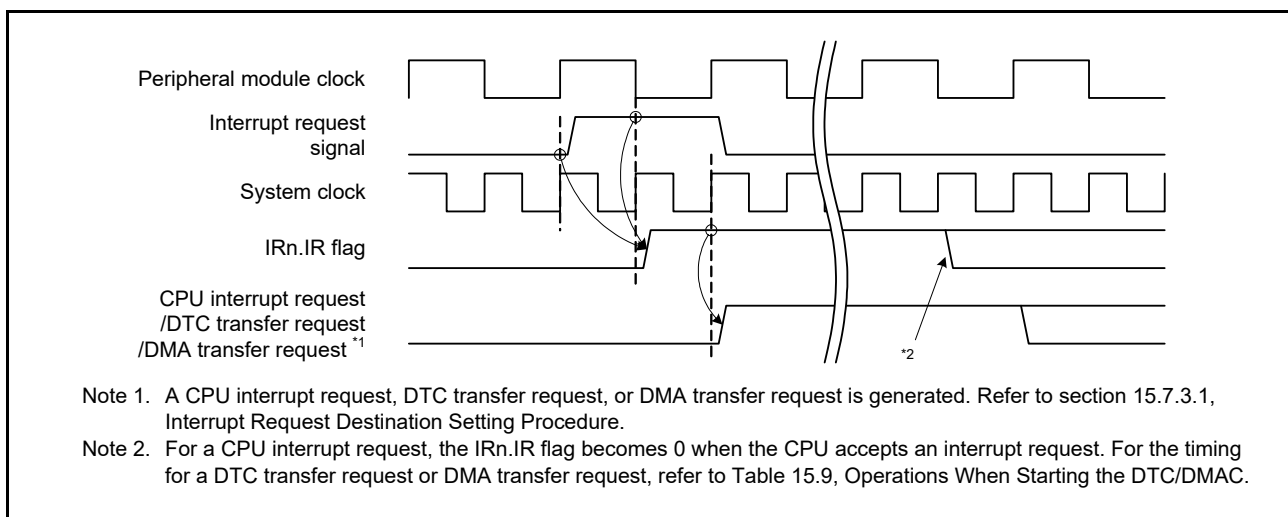 Peripheral module clock
Interrupt request
signal
System clock
IRn.IR flag
CPU interrupt request
/DTC transfer request
/DMA transfer request *1
*2
Note 1. A CPU interrupt request, DTC transfer request, or DMA transfer request is generated. Refer to section 15.7.3.1,
Interrupt Request Destination Setting Procedure.
Note 2. For a CPU interrupt request, the IRn.IR flag becomes 0 when the CPU accepts an interrupt request. For the timing
for a DTC transfer request or DMA transfer request, refer to Table 15.9, Operations When Starting the DTC/DMAC.